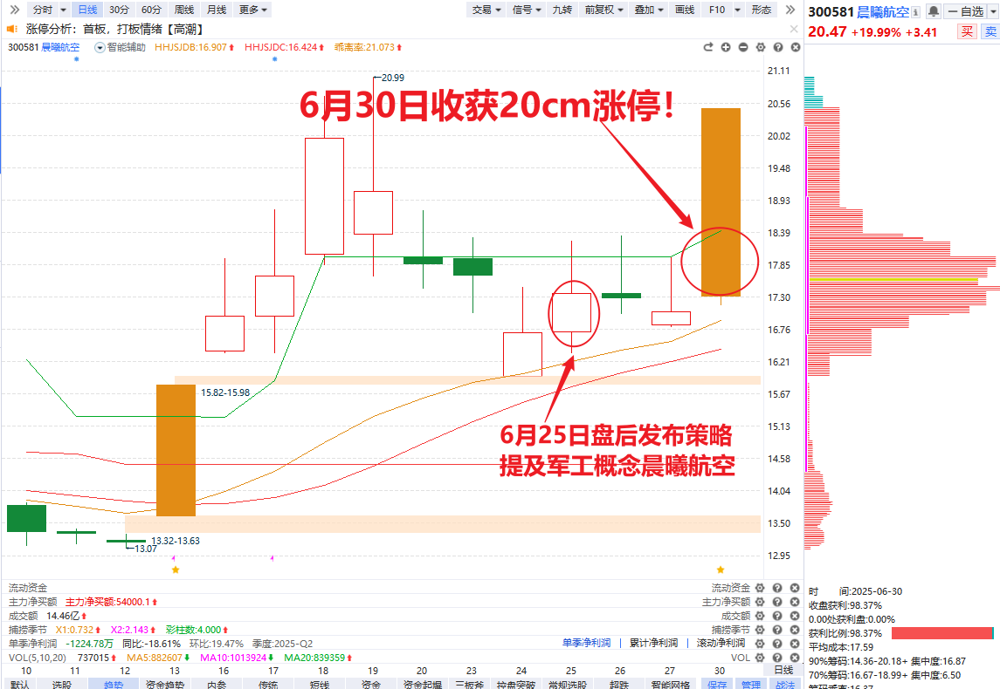 分时 日线 30分 60分 周线 月线 更多 交易 信号 九转 前复权 叠加 画线 F10 形态
300581 晨曦航空 自选
涨停分析：首板，打板情绪【高潮】
20.47 +19.99% +3.41 买 卖
300581 晨曦航空 智能辅助 HHJSJDB:16.907 HHJSJDC:16.424 乖离率:21.073
6月30日收获20cm涨停！
←20.99
15.82-15.98
6月25日盘后发布策略
提及军工概念晨曦航空
13.32-13.63
←13.07
21.11
20.56
20.02
19.48
18.93
18.39
17.85
17.30
16.76
16.21
15.67
15.13
14.58
14.04
13.50
12.95
流动资金 流动资金
主力净买额 主力净买额:54000.1 主力净买额
成交额 14.46亿 成交额
捕捞季节 X1:0.732 X2:2.143 彩柱数:4.000 捕捞季节
单季净利润 -1224.78万 同比:-18.61% 环比:19.47% 季度:2025-Q2 单季净利润 | 累计净利润 | 滚动净利润
VOL(5,10,20) 737015 MA5:882607 MA10:1013924 MA20:839359 VOL
10 11 12 13 16 17 18 19 20 23 24 25 26 27 30 日线
默认 选股 趋势 资金趋势 内参 传统 短线 资金 资金起爆 三板斧 控盘突破 常规选股 超跌 智能网格 保存 管理 战法
时 间:2025-06-30
收盘获利:98.37%
0.00处获利盘:0.00%
获利比例:98.37%
平均成本:17.59
90%筹码:14.36-20.18+ 集中度:16.87
70%筹码:16.67-18.99+ 集中度:6.50